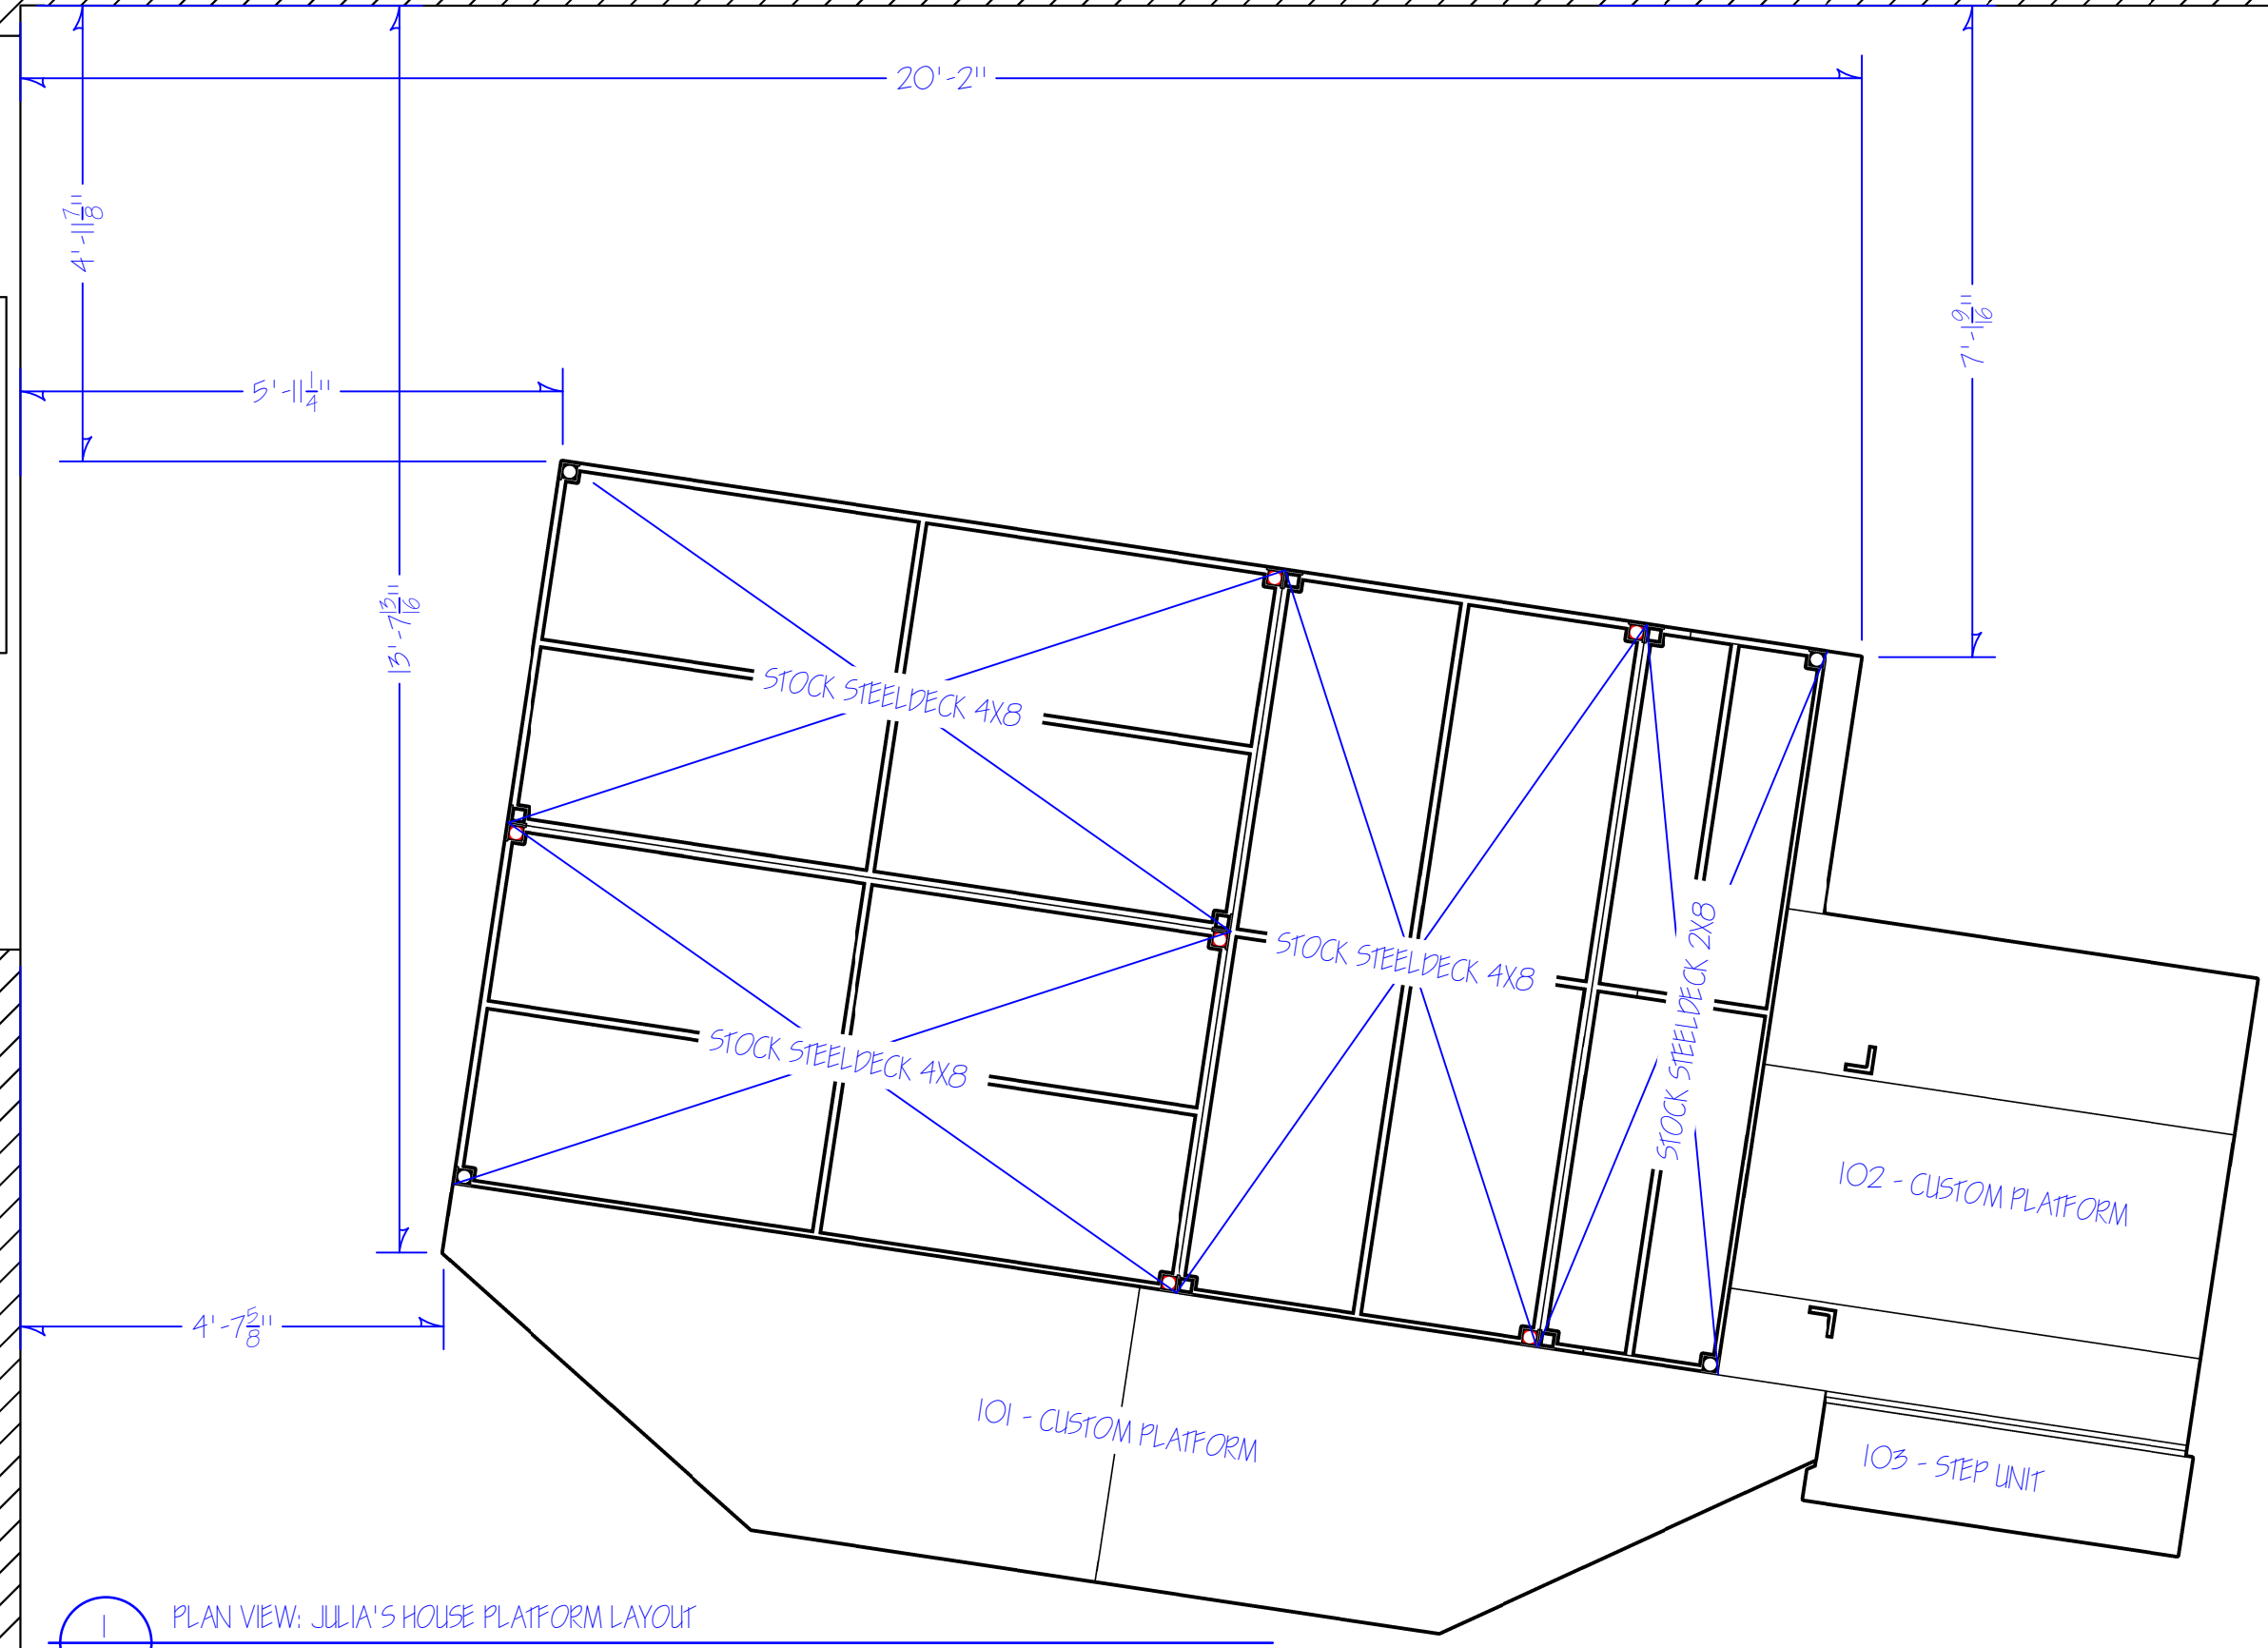 20'-2"
4'-11 7/8"
7'-1 9/16"
5'-11 1/4"
13'-7 13/16"
STOCK STEELDECK 4X8
STOCK STEELDECK 4X8
STOCK STEELDECK 2X8
STOCK STEELDECK 4X8
102 - CUSTOM PLATFORM
4'-7 5/8"
101 - CUSTOM PLATFORM
103 - STEP UNIT
1
PLAN VIEW: JULIA'S HOUSE PLATFORM LAYOUT